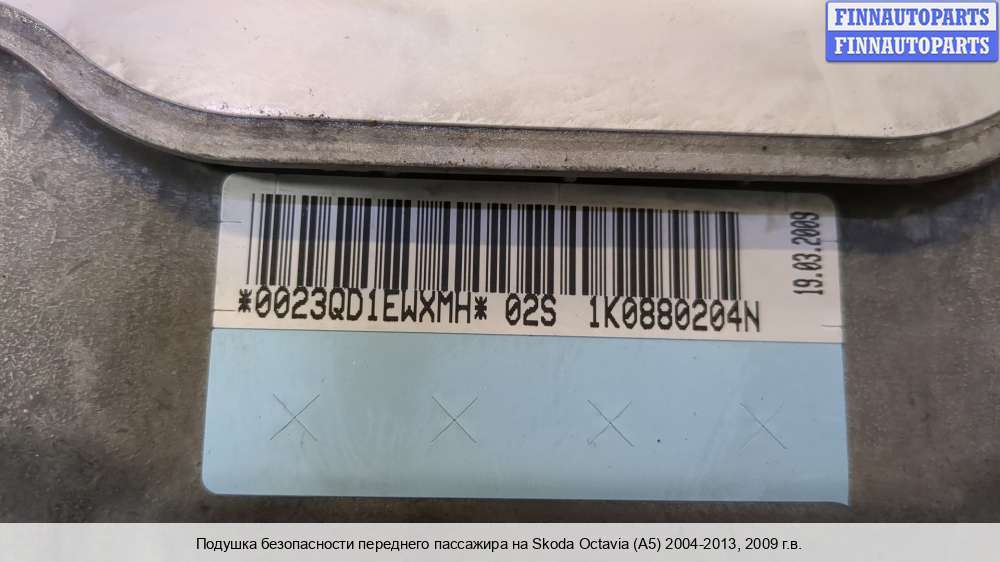 FINNAUTOPARTS
FINNAUTOPARTS
19.03.2009
*0023QD1EWXMH* 02S 1K0880204N
Подушка безопасности переднего пассажира на Skoda Octavia (A5) 2004-2013, 2009 г.в.